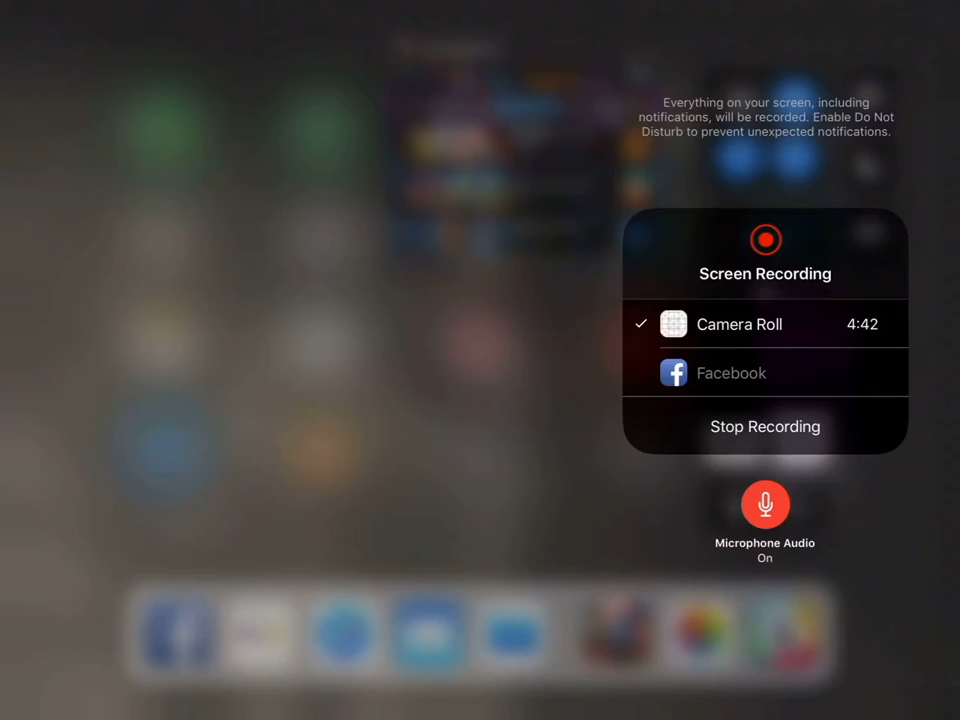 Everything on your screen, including
notifications, will be recorded. Enable Do Not
Disturb to prevent unexpected notifications.
Screen Recording
Camera Roll 4:42
Facebook
Stop Recording
Microphone Audio
On